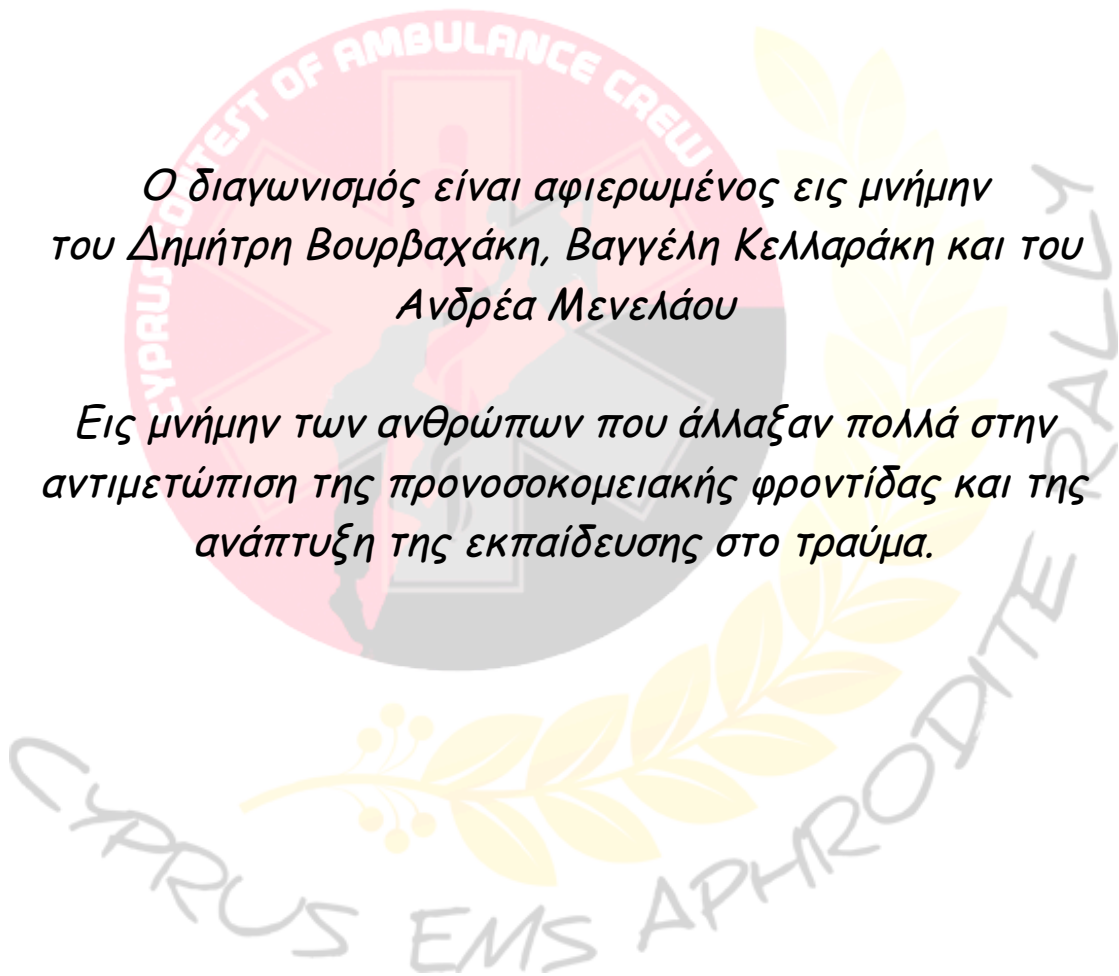 CYPRUS CONTEST OF AMBULANCE CREW
Ο διαγωνισμός είναι αφιερωμένος εις μνήμην
του Δημήτρη Βουρβαχάκη, Βαγγέλη Κελλαράκη και του
Ανδρέα Μενελάου
Εις μνήμην των ανθρώπων που άλλαξαν πολλά στην
αντιμετώπιση της προνοσοκομειακής φροντίδας και της
ανάπτυξη της εκπαίδευσης στο τραύμα.
CYPRUS EMS APHRODITE RALLY